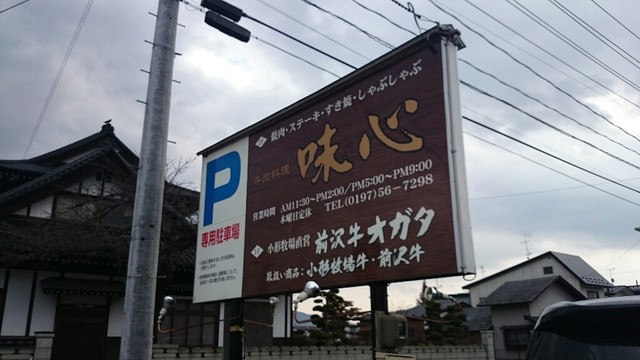 焼肉・ステーキ・すき焼・しゃぶしゃぶ
牛炭料理
味心
営業時間 AM11:30~PM2:00/PM5:00~PM9:00
木曜日定休 TEL(0197)56-7298
小形牧場直営 前沢牛オガタ
取扱い商品:小形牧場牛・前沢牛
P
専用駐車場